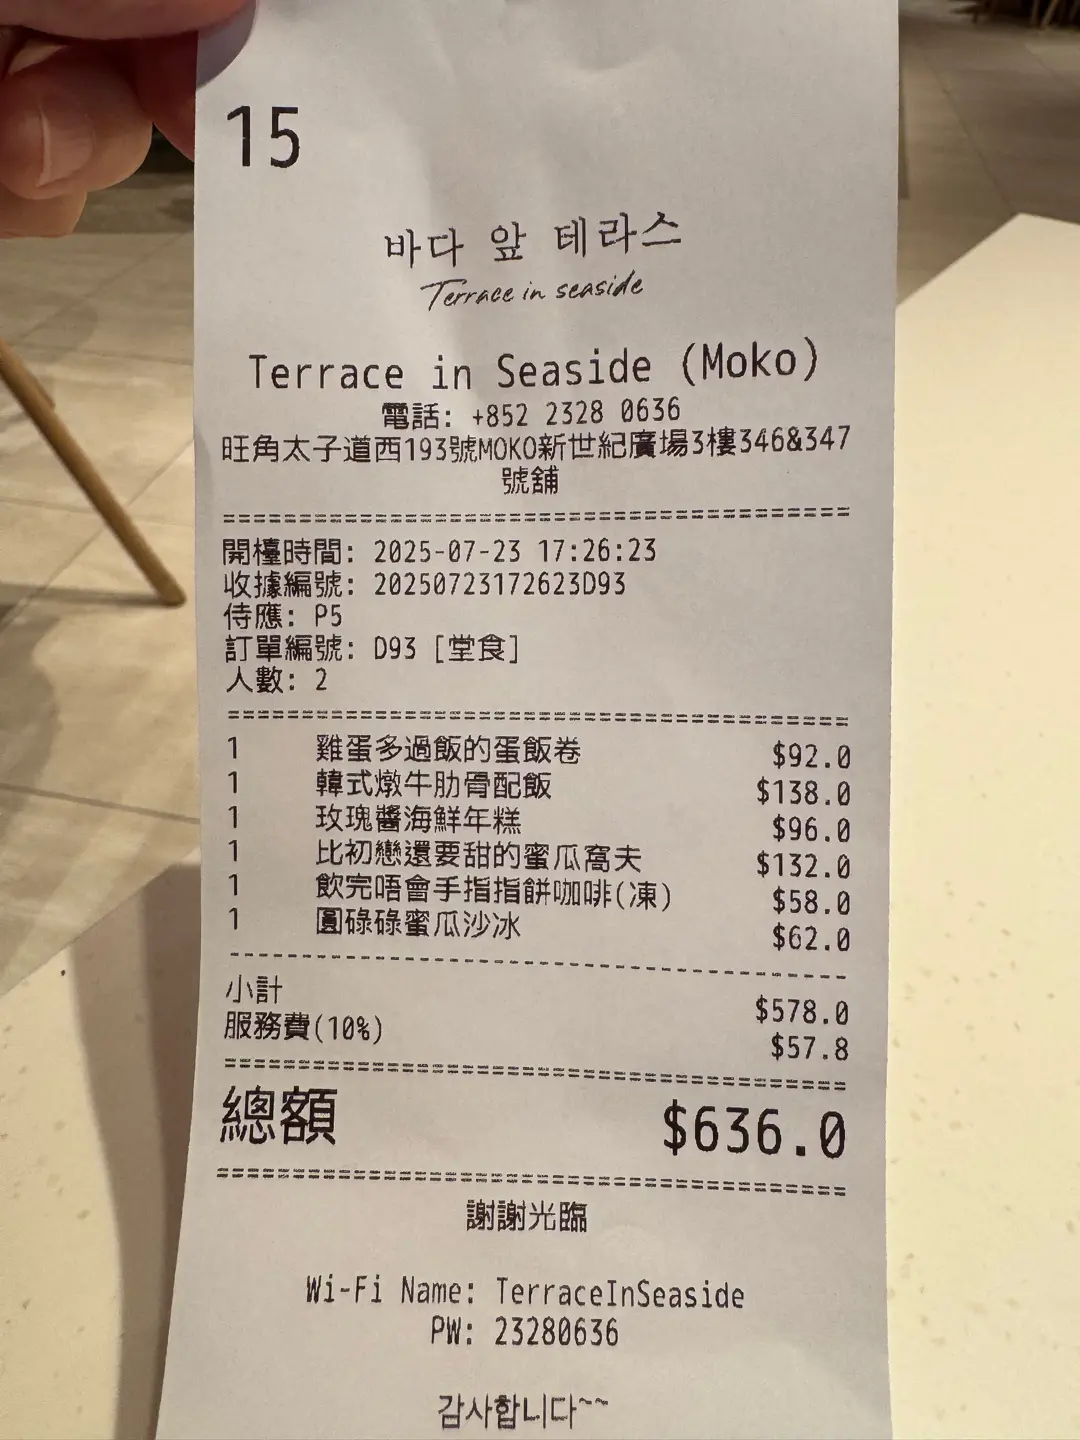 15
바다 앞 테라스
Terrace in seaside
Terrace in Seaside (Moko)
電話: +852 2328 0636
旺角太子道西193號MOKO新世紀廣場3樓346&347
號舖
開檯時間: 2025-07-23 17:26:23
收據編號: 20250723172623D93
侍應: P5
訂單編號: D93 [堂食]
人數: 2
1 雞蛋多過飯的蛋飯卷 $92.0
1 韓式燉牛肋骨配飯 $138.0
1 玫瑰醬海鮮年糕 $96.0
1 比初戀還要甜的蜜瓜窩夫 $132.0
1 飲完唔會手指指餅咖啡(凍) $58.0
1 圓碌碌蜜瓜沙冰 $62.0
小計 $578.0
服務費(10%) $57.8
總額 $636.0
謝謝光臨
Wi-Fi Name: TerraceInSeaside
PW: 23280636
감사합니다~~